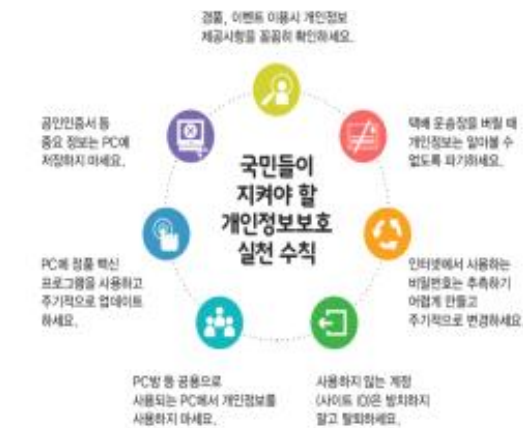 경품, 이벤트 이용시 개인정보
제공사항을 꼼꼼히 확인하세요.
택배 운송장을 버릴 때
개인정보는 알아볼 수
없도록 파기하세요.
인터넷에서 사용하는
비밀번호는 추측하기
어렵게 만들고
주기적으로 변경하세요
사용하지 않는 계정
(사이트 ID)은 방치하지
말고 탈퇴하세요.
PC방 등 공용으로
사용되는 PC에서 개인정보를
사용하지 마세요.
PC에 정품 백신
프로그램을 사용하고
주기적으로 업데이트
하세요.
공인인증서 등
중요 정보는 PC에
저장하지 마세요.
국민들이
지켜야 할
개인정보보호
실천 수칙